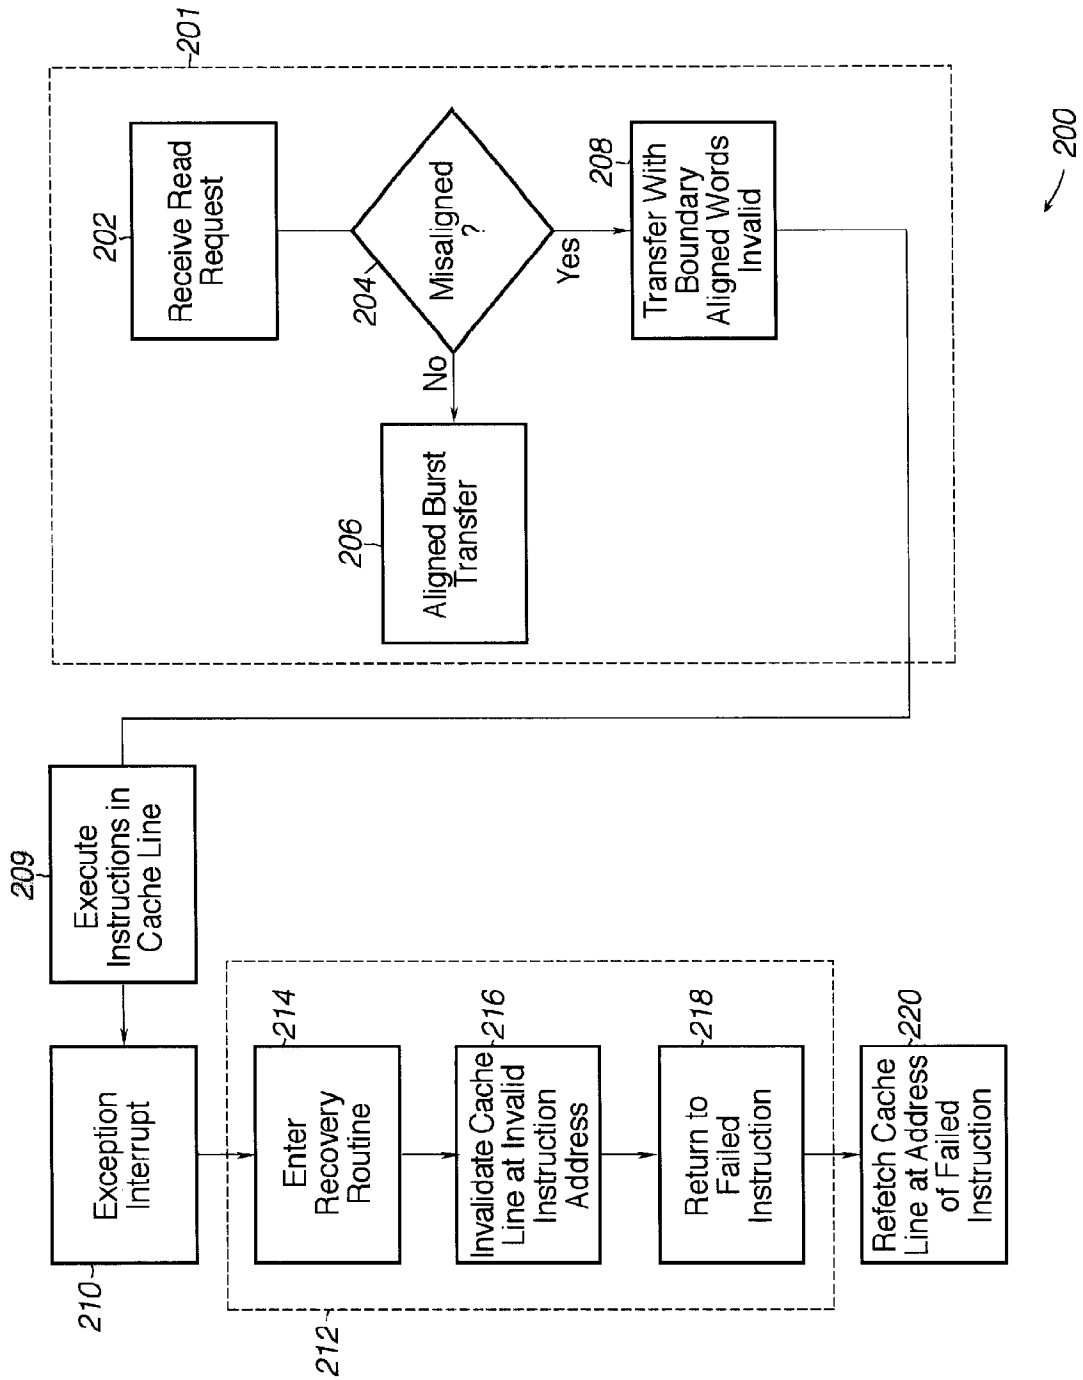 201
202
Receive Read
Request
204
Misaligned
?
No
Yes
206
Aligned Burst
Transfer
208
Transfer With
Boundary
Aligned Words
Invalid
209
Execute
Instructions in
Cache Line
210
Exception
Interrupt
212
214
Enter
Recovery
Routine
216
Invalidate Cache
Line at Invalid
Instruction
Address
218
Return to
Failed
Instruction
220
Refetch Cache
Line at Address
of Failed
Instruction
200